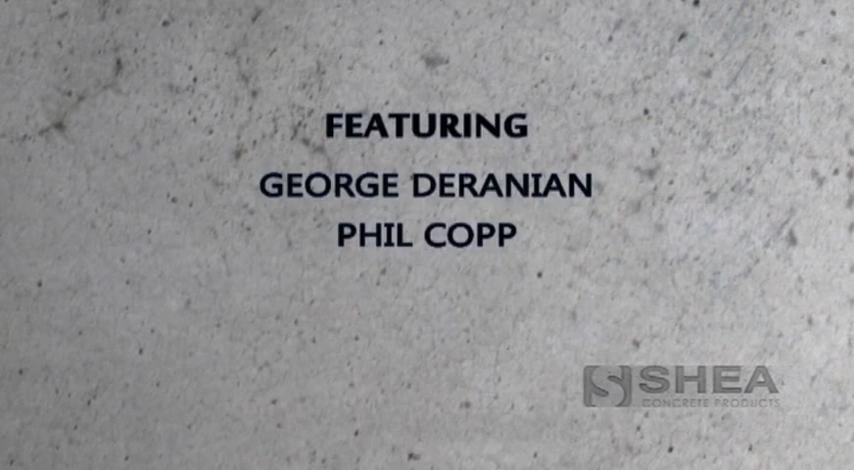 FEATURING
GEORGE DERANIAN
PHIL COPP
SHEA
CONCRETE PRODUCTS